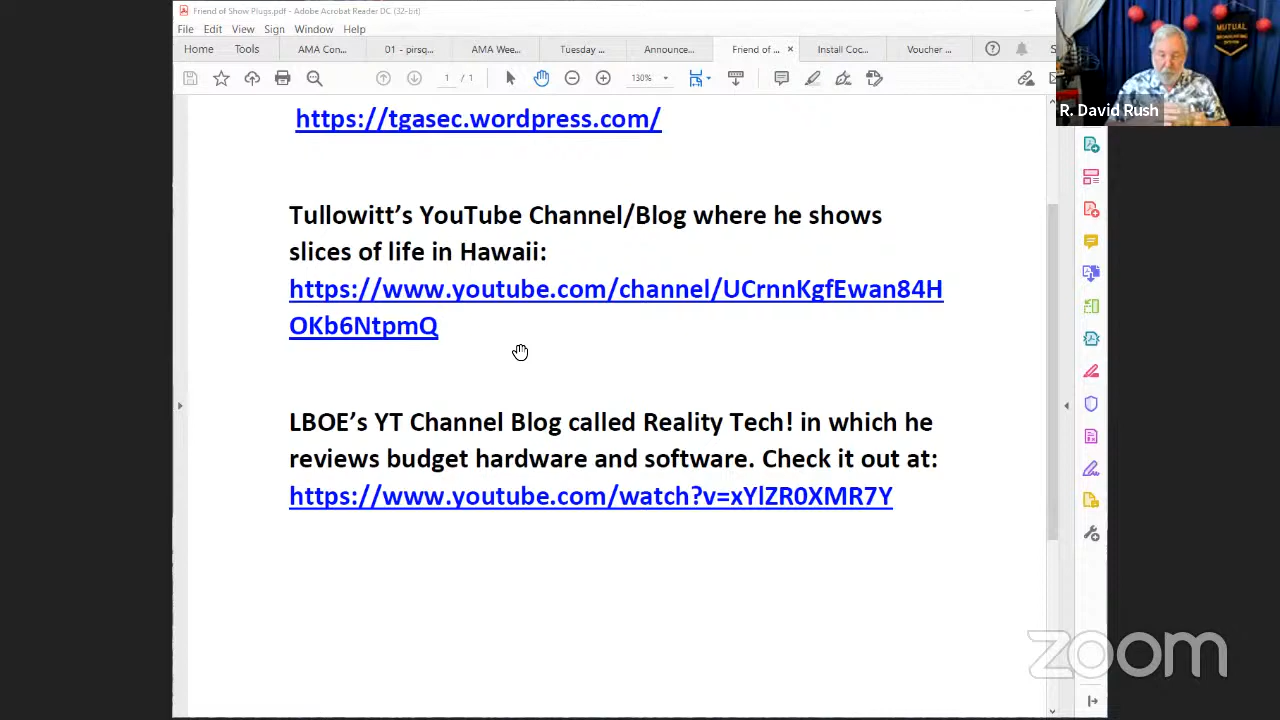 Friend of Show Plugs.pdf - Adobe Acrobat Reader DC (32-bit)
File Edit View Sign Window Help
Home Tools AMA Con... 01 - pirsq... AMA Wee... Tuesday ... Announce... Friend of ... × Install Coc... Voucher ...
1 / 1 130%
MUTUAL
BROADCASTING
SYSTEM
R. David Rush
https://tgasec.wordpress.com/
Tullowitt’s YouTube Channel/Blog where he shows
slices of life in Hawaii:
https://www.youtube.com/channel/UCrnnKgfEwan84H
OKb6NtpmQ
LBOE’s YT Channel Blog called Reality Tech! in which he
reviews budget hardware and software. Check it out at:
https://www.youtube.com/watch?v=xYlZR0XMR7Y
zoom